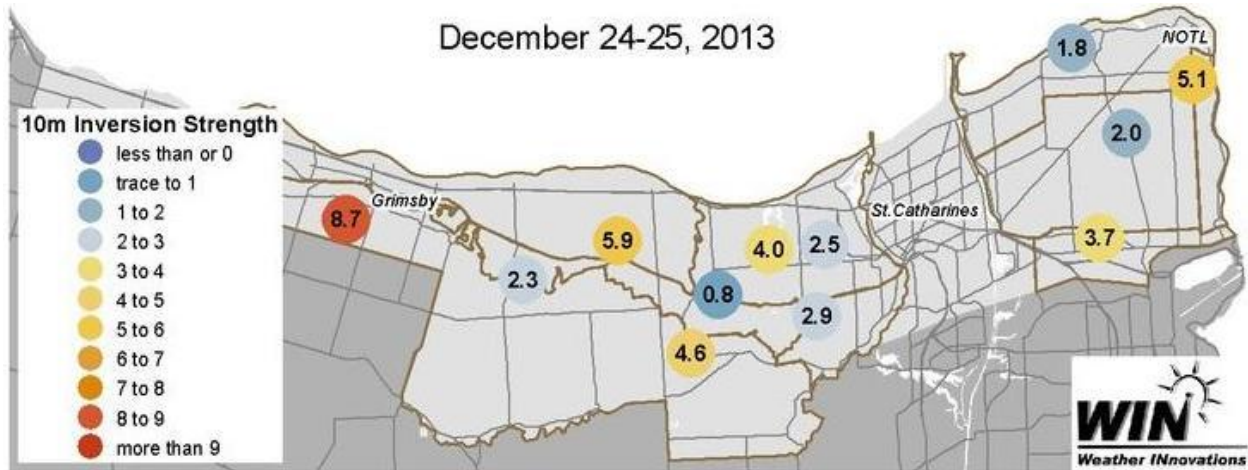 December 24-25, 2013
NOTL
1.8
5.1
2.0
10m Inversion Strength
less than or 0
trace to 1
1 to 2
2 to 3
3 to 4
4 to 5
5 to 6
6 to 7
7 to 8
8 to 9
more than 9
Grimsby
8.7
St.Catharines
5.9
4.0
2.5
3.7
2.3
0.8
2.9
4.6
WIN
Weather INnovations